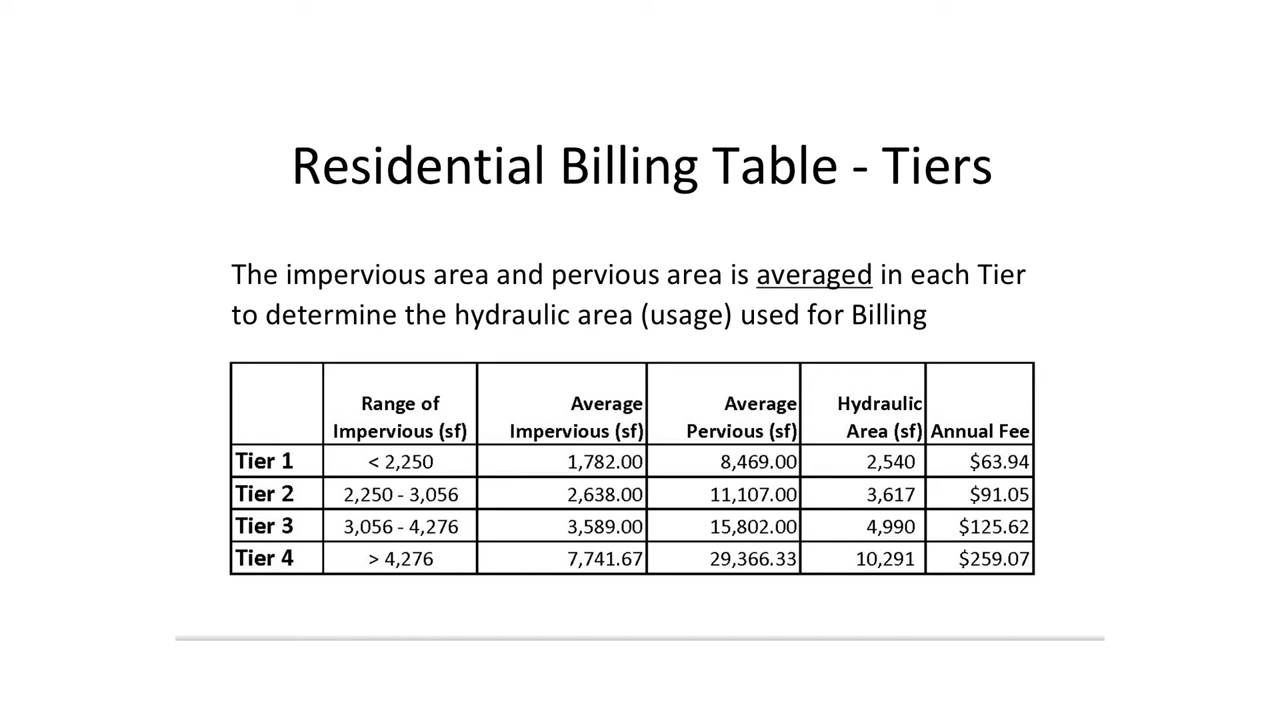 Residential Billing Table - Tiers
The impervious area and pervious area is averaged in each Tier
to determine the hydraulic area (usage) used for Billing
Range of Impervious (sf) Average Impervious (sf) Average Pervious (sf) Hydraulic Area (sf) Annual Fee
Tier 1 < 2,250 1,782.00 8,469.00 2,540 $63.94
Tier 2 2,250 - 3,056 2,638.00 11,107.00 3,617 $91.05
Tier 3 3,056 - 4,276 3,589.00 15,802.00 4,990 $125.62
Tier 4 > 4,276 7,741.67 29,366.33 10,291 $259.07